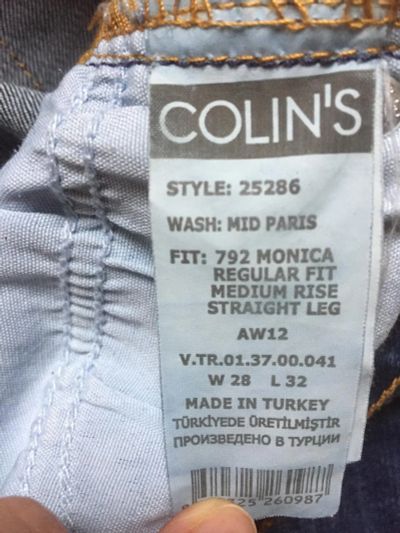 COLIN'S
STYLE: 25286
WASH: MID PARIS
FIT: 792 MONICA
REGULAR FIT
MEDIUM RISE
STRAIGHT LEG
AW12
V.TR.01.37.00.041
W 28 L 32
MADE IN TURKEY
TÜRKİYEDE ÜRETİLMİŞTİR
ПРОИЗВЕДЕНО В ТУРЦИИ
260987